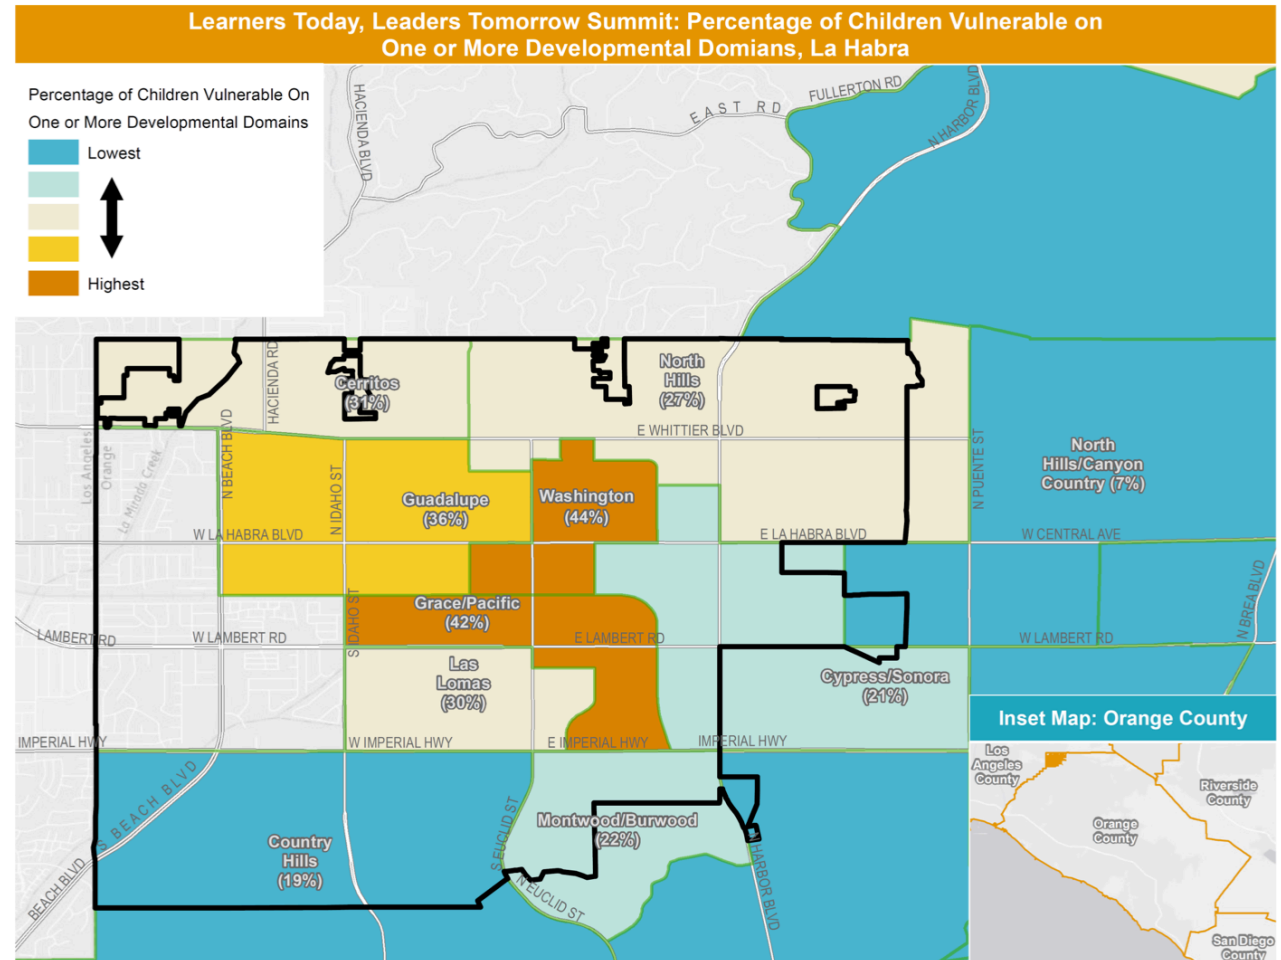 Learners Today, Leaders Tomorrow Summit: Percentage of Children Vulnerable on
One or More Developmental Domians, La Habra
Percentage of Children Vulnerable On
One or More Developmental Domains
Lowest
Highest
HACIENDA BLVD
EAST RD
FULLERTON RD
N HARBOR BLVD
HACIENDA RD
Cerritos
(31%)
North
Hills
(27%)
E WHITTIER BLVD
Los Angeles
Orange
La Mirada Creek
N BEACH BLVD
N IDAHO ST
Guadalupe
(36%)
Washington
(44%)
N PUENTE ST
North
Hills/Canyon
Country (7%)
W LA HABRA BLVD
E LA HABRA BLVD
W CENTRAL AVE
N BREA BLVD
S IDAHO ST
Grace/Pacific
(42%)
LAMBERT RD
W LAMBERT RD
E LAMBERT RD
W LAMBERT RD
Las
Lomas
(30%)
Cypress/Sonora
(21%)
IMPERIAL HWY
W IMPERIAL HWY
E IMPERIAL HWY
IMPERIAL HWY
S BEACH BLVD
BEACH BLVD
Country
Hills
(19%)
S EUCLID ST
N EUCLID ST
Montwood/Burwood
(22%)
HARBOR BLVD
Inset Map: Orange County
Los
Angeles
County
Riverside
County
Orange
County
San Diego
County